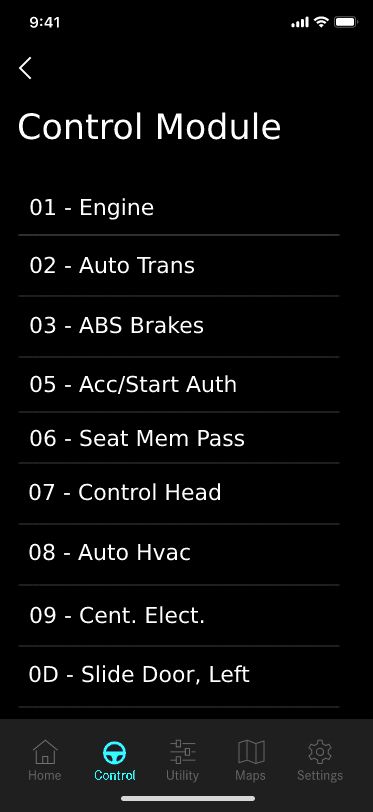 9:41
Control Module
01 - Engine
02 - Auto Trans
03 - ABS Brakes
05 - Acc/Start Auth
06 - Seat Mem Pass
07 - Control Head
08 - Auto Hvac
09 - Cent. Elect.
0D - Slide Door, Left
Home Control Utility Maps Settings